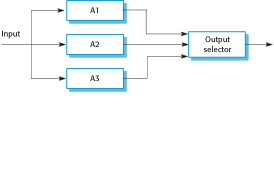 A1
Input
A2
Output
selector
A3